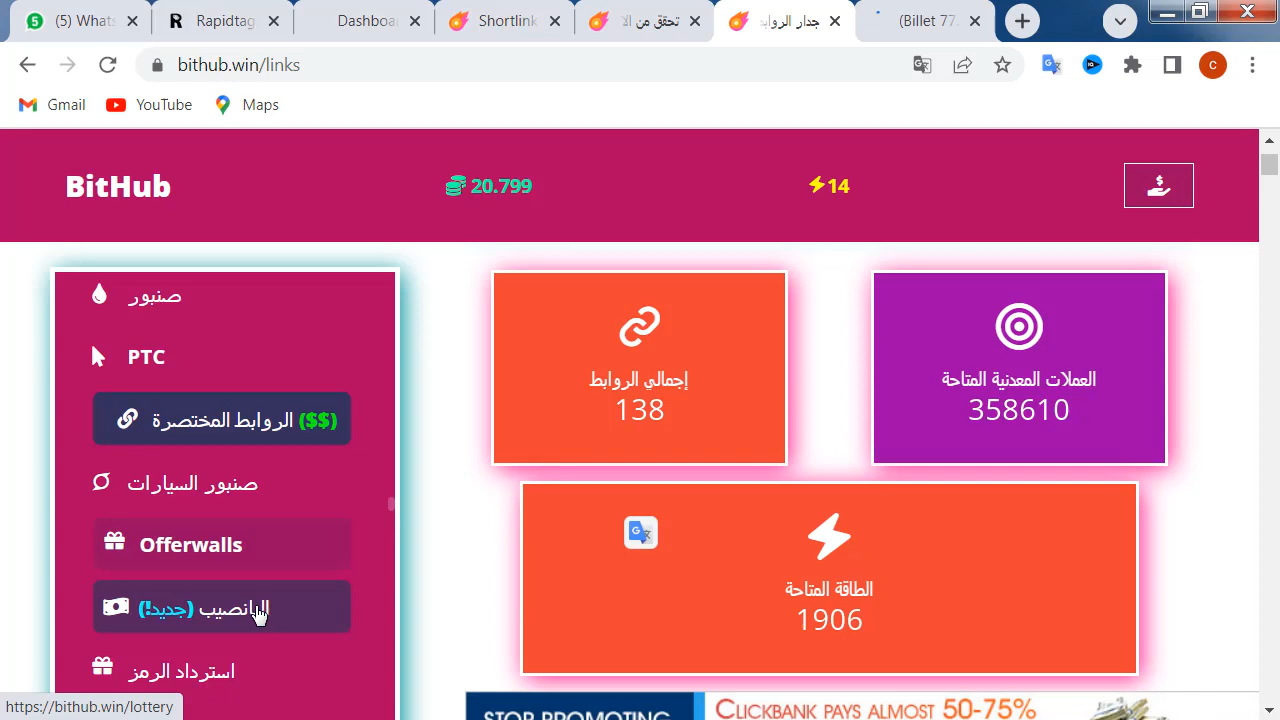 (5) Whats
Rapidtag
Dashboa
Shortlink
تحقق من الا
جدار الرواب
(Billet 77.
bithub.win/links
C
Gmail
YouTube
Maps
BitHub
20.799
14
صنبور
PTC
الروابط المختصرة ($$)
صنبور السيارات
Offerwalls
اليانصيب (جديد!)
استرداد الرمز
إجمالي الروابط
138
العملات المعدنية المتاحة
358610
الطاقة المتاحة
1906
STOP PROMOTING
CLICKBANK PAYS ALMOST 50-75%
https://bithub.win/lottery